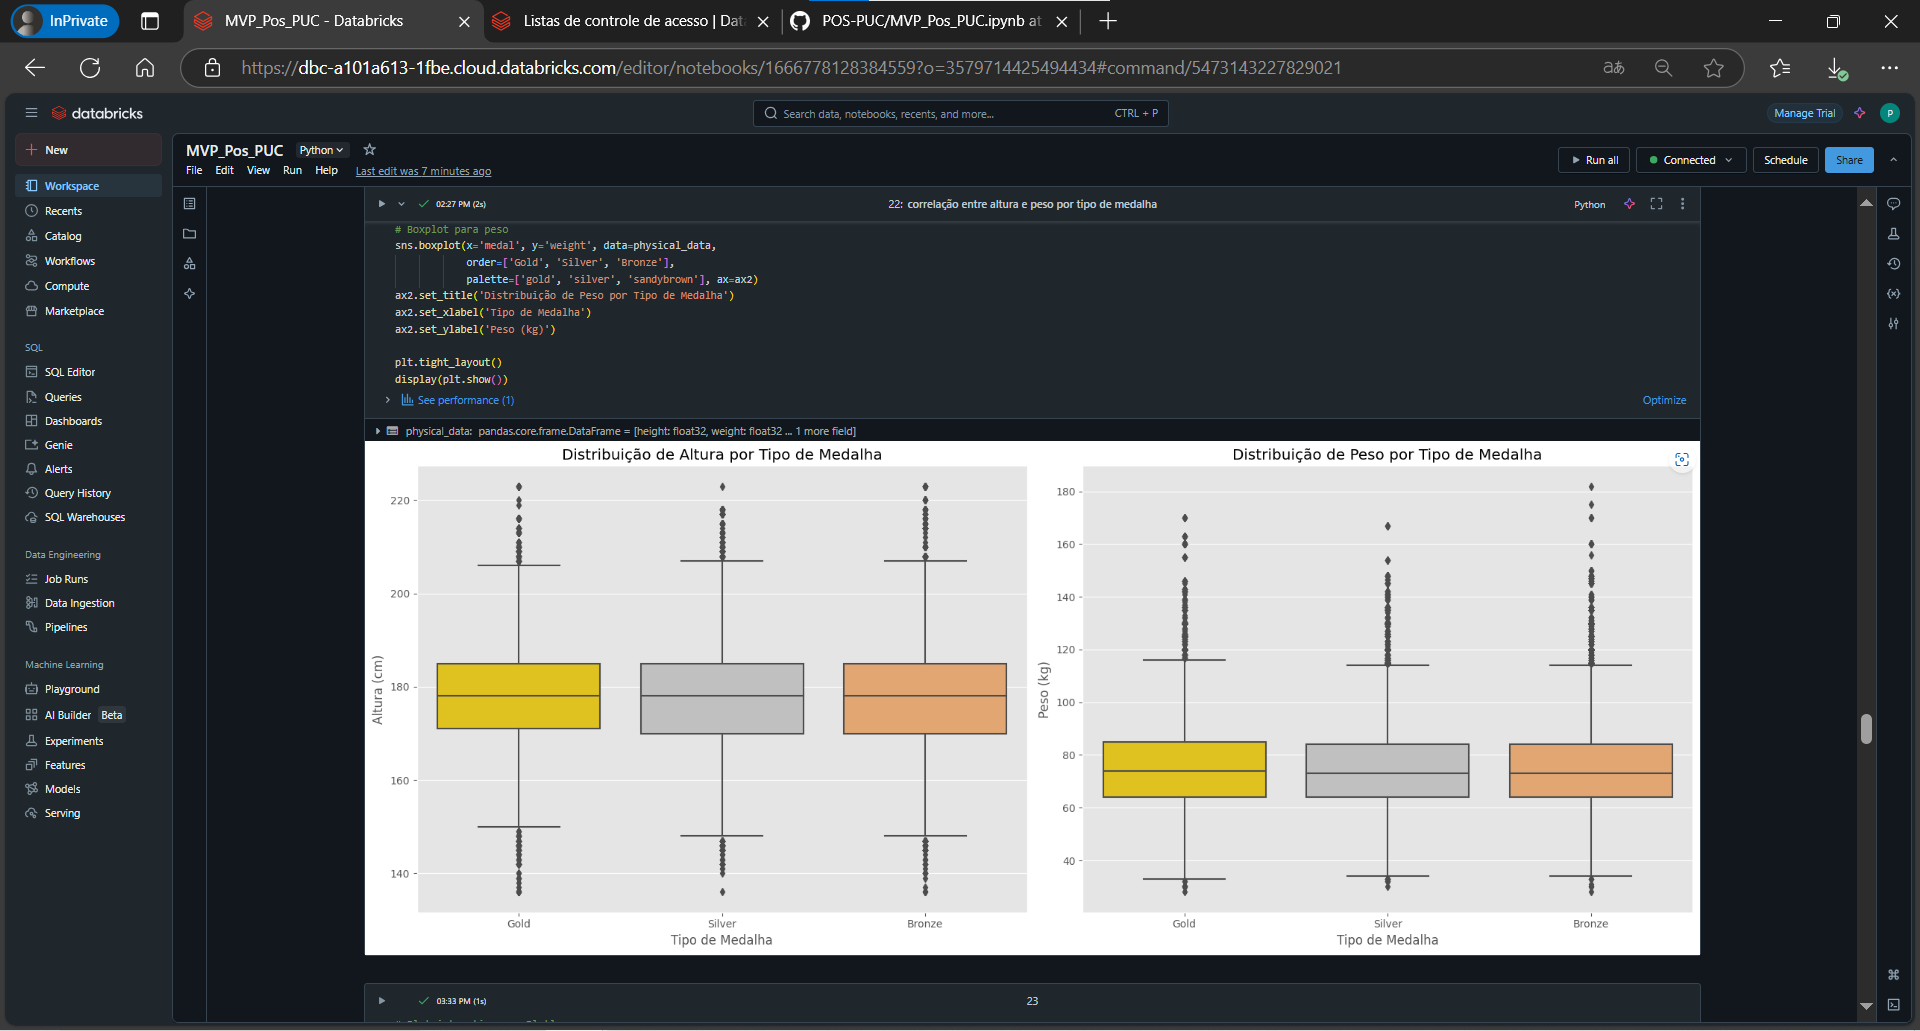 InPrivate
MVP_Pos_PUC - Databricks
Listas de controle de acesso | Dat
POS-PUC/MVP_Pos_PUC.ipynb at
https://dbc-a101a613-1fbe.cloud.databricks.com/editor/notebooks/1666778128384559?o=3579714425494434#command/5473143227829021
databricks
Search data, notebooks, recents, and more...
CTRL + P
Manage Trial
P
New
Workspace
Recents
Catalog
Workflows
Compute
Marketplace
SQL
SQL Editor
Queries
Dashboards
Genie
Alerts
Query History
SQL Warehouses
Data Engineering
Job Runs
Data Ingestion
Pipelines
Machine Learning
Playground
AI Builder Beta
Experiments
Features
Models
Serving
MVP_Pos_PUC
Python
File Edit View Run Help Last edit was 7 minutes ago
Run all
Connected
Schedule
Share
02:27 PM (2s)
22: correlação entre altura e peso por tipo de medalha
Python
# Boxplot para peso
sns.boxplot(x='medal', y='weight', data=physical_data,
order=['Gold', 'Silver', 'Bronze'],
palette=['gold', 'silver', 'sandybrown'], ax=ax2)
ax2.set_title('Distribuição de Peso por Tipo de Medalha')
ax2.set_xlabel('Tipo de Medalha')
ax2.set_ylabel('Peso (kg)')
plt.tight_layout()
display(plt.show())
See performance (1)
Optimize
physical_data: pandas.core.frame.DataFrame = [height: float32, weight: float32 ... 1 more field]
Distribuição de Altura por Tipo de Medalha
220
200
180
160
140
Altura (cm)
Gold Silver Bronze
Tipo de Medalha
Distribuição de Peso por Tipo de Medalha
180
160
140
120
100
80
60
40
Peso (kg)
Gold Silver Bronze
Tipo de Medalha
03:33 PM (1s)
23